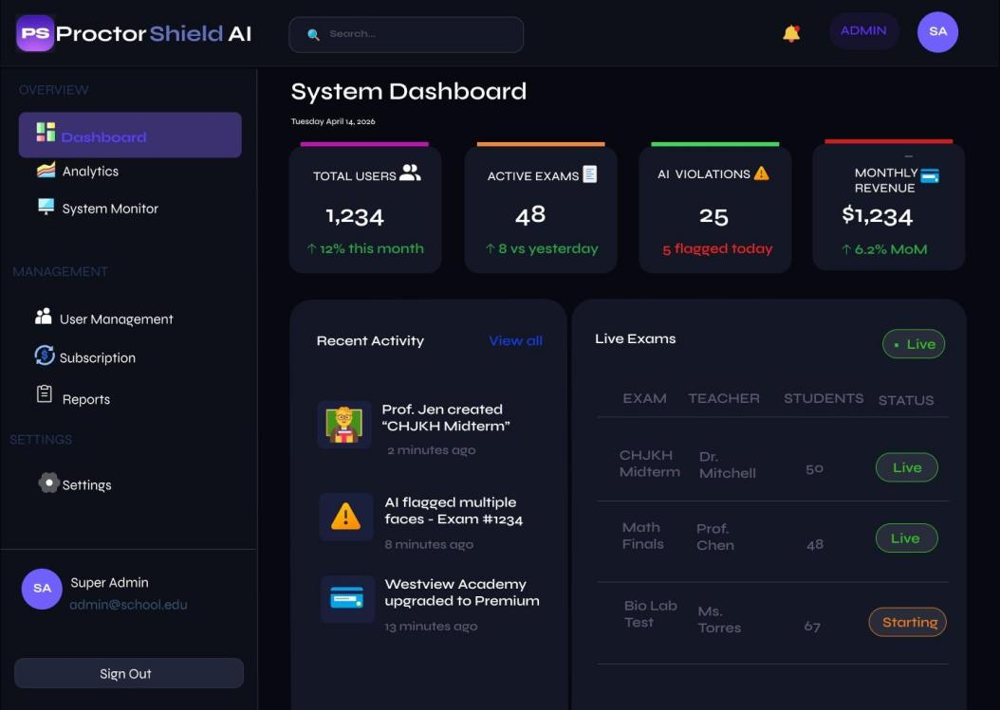 PS ProctorShield AI
Search...
ADMIN
SA
OVERVIEW
Dashboard
Analytics
System Monitor
MANAGEMENT
User Management
Subscription
Reports
SETTINGS
Settings
SA
Super Admin
admin@school.edu
Sign Out
System Dashboard
Tuesday April 14, 2026
TOTAL USERS
1,234
↑ 12% this month
ACTIVE EXAMS
48
↑ 8 vs yesterday
AI VIOLATIONS
25
5 flagged today
MONTHLY
REVENUE
$1,234
↑ 6.2% MoM
Recent Activity
View all
Prof. Jen created
“CHJKH Midterm”
2 minutes ago
AI flagged multiple
faces - Exam #1234
8 minutes ago
Westview Academy
upgraded to Premium
13 minutes ago
Live Exams
• Live
EXAM TEACHER STUDENTS STATUS
CHJKH
Midterm
Dr.
Mitchell
50
Live
Math
Finals
Prof.
Chen
48
Live
Bio Lab
Test
Ms.
Torres
67
Starting